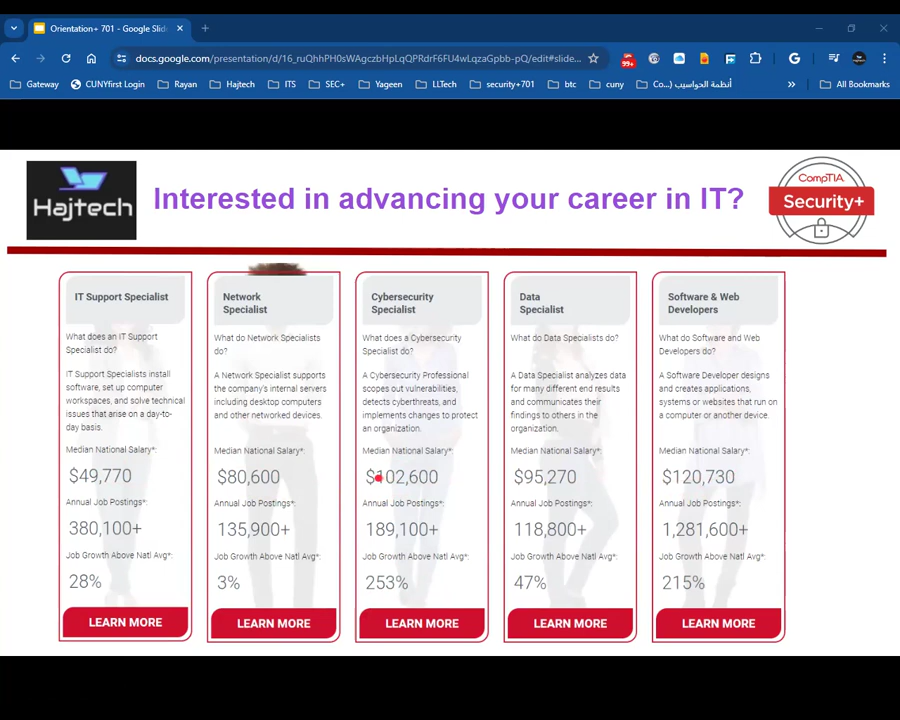 Orientation+ 701 - Google Slid
docs.google.com/presentation/d/16_ruQhhPH0sWAgczbHpLqQPRdrF6FU4wLqzaGpbb-pQ/edit#slide...
99+
Gateway
CUNYfirst Login
Rayan
Hajtech
ITS
SEC+
Yageen
LLTech
security+701
btc
cuny
أنظمة الحواسيب (...Co
»
All Bookmarks
Hajtech
Interested in advancing your career in IT?
CompTIA
Security+
IT Support Specialist
What does an IT Support
Specialist do?
IT Support Specialists install
software, set up computer
workspaces, and solve technical
issues that arise on a day-to-
day basis.
Median National Salary*:
$49,770
Annual Job Postings*:
380,100+
Job Growth Above Natl Avg*:
28%
LEARN MORE
Network
Specialist
What do Network Specialists
do?
A Network Specialist supports
the company's internal servers
including desktop computers
and other networked devices.
Median National Salary*:
$80,600
Annual Job Postings*:
135,900+
Job Growth Above Natl Avg*:
3%
LEARN MORE
Cybersecurity
Specialist
What does a Cybersecurity
Specialist do?
A Cybersecurity Professional
scopes out vulnerabilities,
detects cyberthreats, and
implements changes to protect
an organization.
Median National Salary*:
$102,600
Annual Job Postings*:
189,100+
Job Growth Above Natl Avg*:
253%
LEARN MORE
Data
Specialist
What do Data Specialists do?
A Data Specialist analyzes data
for many different end results
and communicates their
findings to others in the
organization.
Median National Salary*:
$95,270
Annual Job Postings*:
118,800+
Job Growth Above Natl Avg*:
47%
LEARN MORE
Software & Web
Developers
What do Software and Web
Developers do?
A Software Developer designs
and creates applications,
systems or websites that run on
a computer or another device.
Median National Salary*:
$120,730
Annual Job Postings*:
1,281,600+
Job Growth Above Natl Avg*:
215%
LEARN MORE